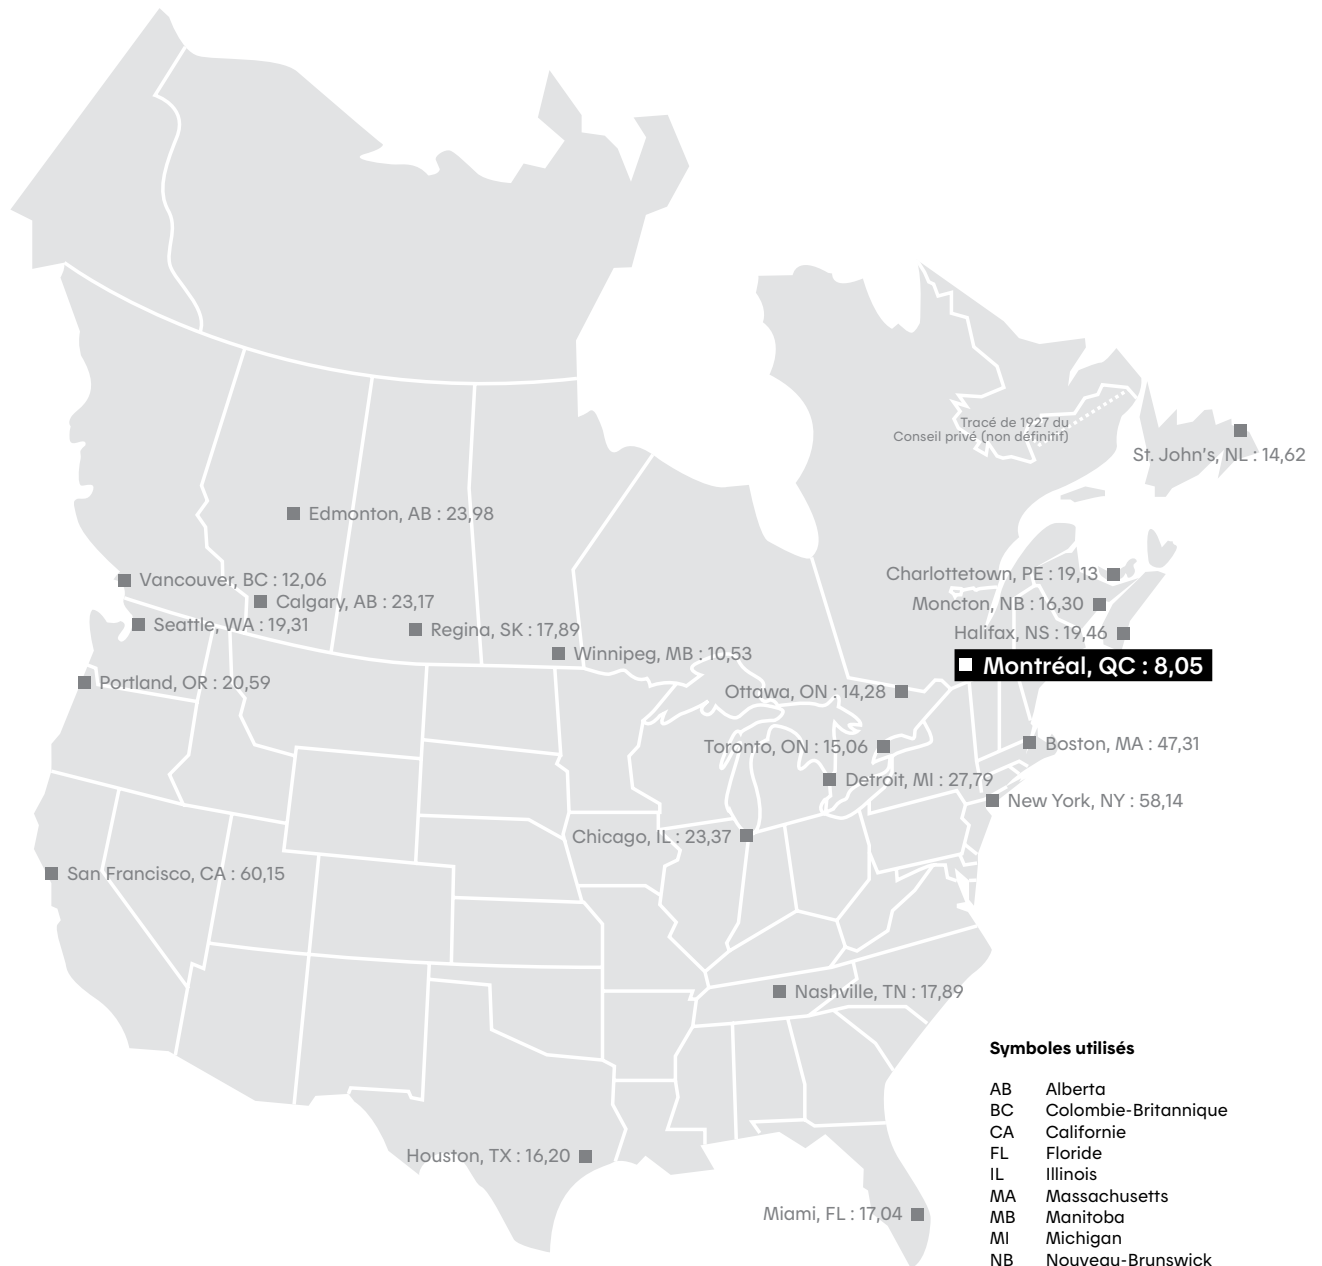 Tracé de 1927 du
Conseil privé (non définitif)
St. John's, NL : 14,62
Edmonton, AB : 23,98
Charlottetown, PE : 19,13
Vancouver, BC : 12,06
Calgary, AB : 23,17
Moncton, NB : 16,30
Seattle, WA : 19,31
Regina, SK : 17,89
Halifax, NS : 19,46
Winnipeg, MB : 10,53
Montréal, QC : 8,05
Portland, OR : 20,59
Ottawa, ON : 14,28
Toronto, ON : 15,06
Boston, MA : 47,31
Detroit, MI : 27,79
New York, NY : 58,14
Chicago, IL : 23,37
San Francisco, CA : 60,15
Nashville, TN : 17,89
Houston, TX : 16,20
Miami, FL : 17,04
Symboles utilisés
AB Alberta
BC Colombie-Britannique
CA Californie
FL Floride
IL Illinois
MA Massachusetts
MB Manitoba
MI Michigan
NB Nouveau-Brunswick